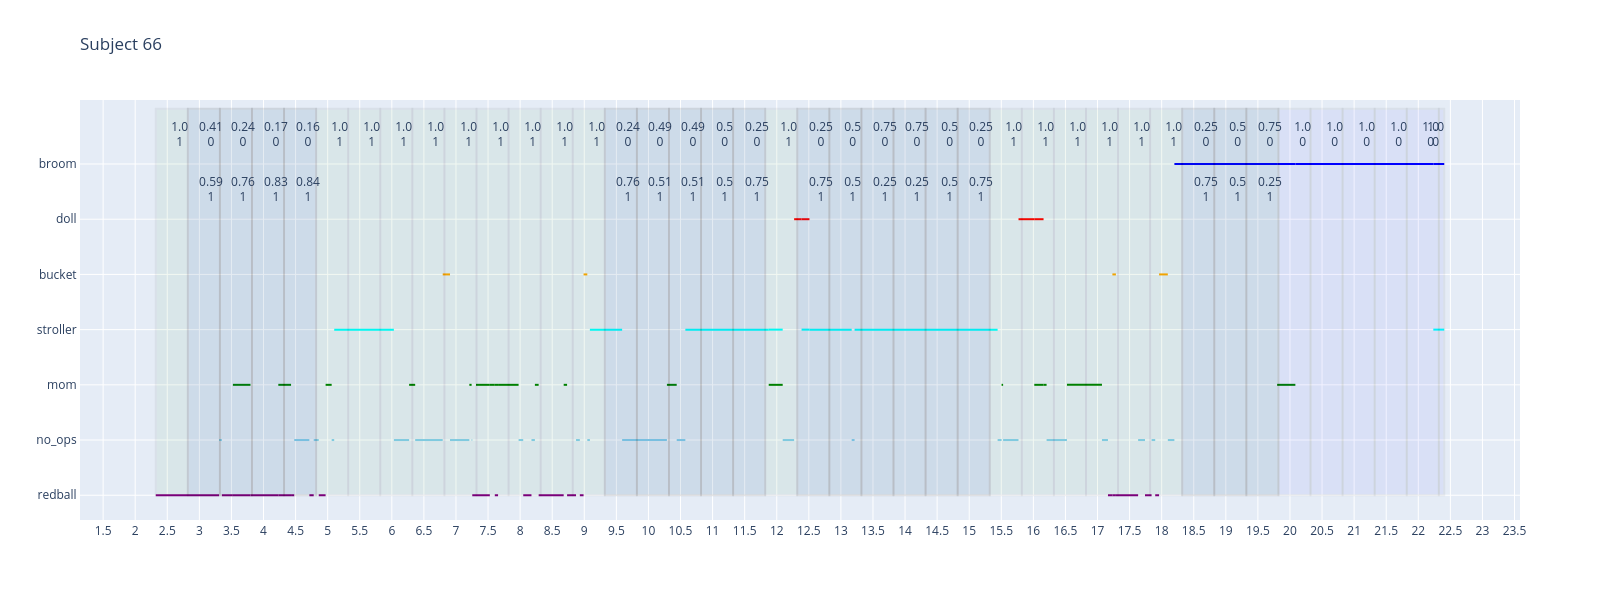 Subject 66
1.0 0.41 0.24 0.17 0.16 1.0 1.0 1.0 1.0 1.0 1.0 1.0 1.0 1.0 0.24 0.49 0.49 0.5 0.25 1.0 0.25 0.5 0.75 0.75 0.5 0.25 1.0 1.0 1.0 1.0 1.0 1.0 0.25 0.5 0.75 1.0 1.0 1.0 1.0
1 0 0 0 0 1 1 1 1 1 1 1 1 1 0 0 0 0 0 1 0 0 0 0 0 0 1 1 1 1 1 1 0 0 0 0 0 0 0
broom
0.59 0.76 0.83 0.84 0.76 0.51 0.51 0.5 0.75 0.75 0.5 0.25 0.25 0.5 0.75 0.75 0.5 0.25
1 1 1 1 1 1 1 1 1 1 1 1 1 1 1 1 1 1
doll
bucket
stroller
mom
no_ops
redball
1.5 2 2.5 3 3.5 4 4.5 5 5.5 6 6.5 7 7.5 8 8.5 9 9.5 10 10.5 11 11.5 12 12.5 13 13.5 14 14.5 15 15.5 16 16.5 17 17.5 18 18.5 19 19.5 20 20.5 21 21.5 22 22.5 23 23.5